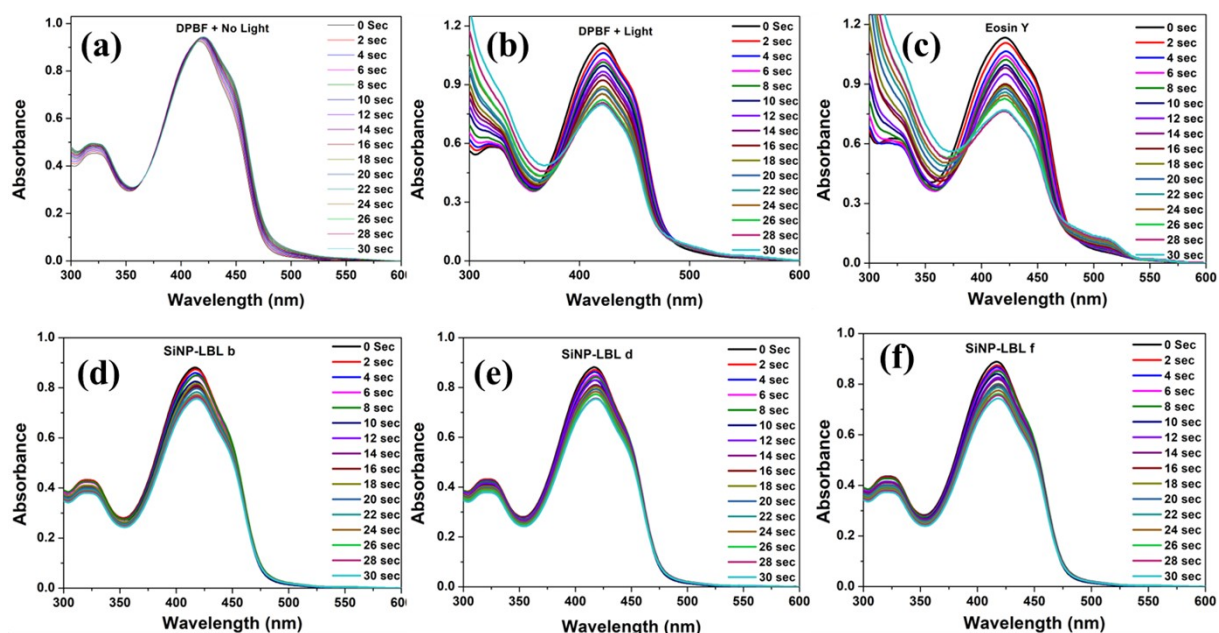 (a)
DPBF + No Light
0 Sec
2 sec
4 sec
6 sec
8 sec
10 sec
12 sec
14 sec
16 sec
18 sec
20 sec
22 sec
24 sec
26 sec
28 sec
30 sec
Absorbance
1.0
0.8
0.6
0.4
0.2
0.0
300 350 400 450 500 550 600
Wavelength (nm)
(b)
DPBF + Light
0 Sec
2 sec
4 sec
6 sec
8 sec
10 sec
12 sec
14 sec
16 sec
18 sec
20 sec
22 sec
24 sec
26 sec
28 sec
30 sec
Absorbance
1.2
0.9
0.6
0.3
0.0
300 350 400 450 500 550 600
Wavelength (nm)
(c)
Eosin Y
0 sec
2 sec
4 sec
6 sec
8 sec
10 sec
12 sec
14 sec
16 sec
18 sec
20 sec
22 sec
24 sec
26 sec
28 sec
30 sec
Absorbance
1.2
0.9
0.6
0.3
0.0
300 350 400 450 500 550 600
Wavelength (nm)
(d)
SiNP-LBL b
0 Sec
2 sec
4 sec
6 sec
8 sec
10 sec
12 sec
14 sec
16 sec
18 sec
20 sec
22 sec
24 sec
26 sec
28 sec
30 sec
Absorbance
1.0
0.8
0.6
0.4
0.2
0.0
300 350 400 450 500 550 600
Wavelength (nm)
(e)
SiNP-LBL d
0 Sec
2 sec
4 sec
6 sec
8 sec
10 sec
12 sec
14 sec
16 sec
18 sec
20 sec
22 sec
24 sec
26 sec
28 sec
30 sec
Absorbance
1.0
0.8
0.6
0.4
0.2
0.0
300 350 400 450 500 550 600
Wavelength (nm)
(f)
SiNP-LBL f
0 Sec
2 sec
4 sec
6 sec
8 sec
10 sec
12 sec
14 sec
16 sec
18 sec
20 sec
22 sec
24 sec
26 sec
28 sec
30 sec
Absorbance
1.0
0.8
0.6
0.4
0.2
0.0
300 350 400 450 500 550 600
Wavelength (nm)